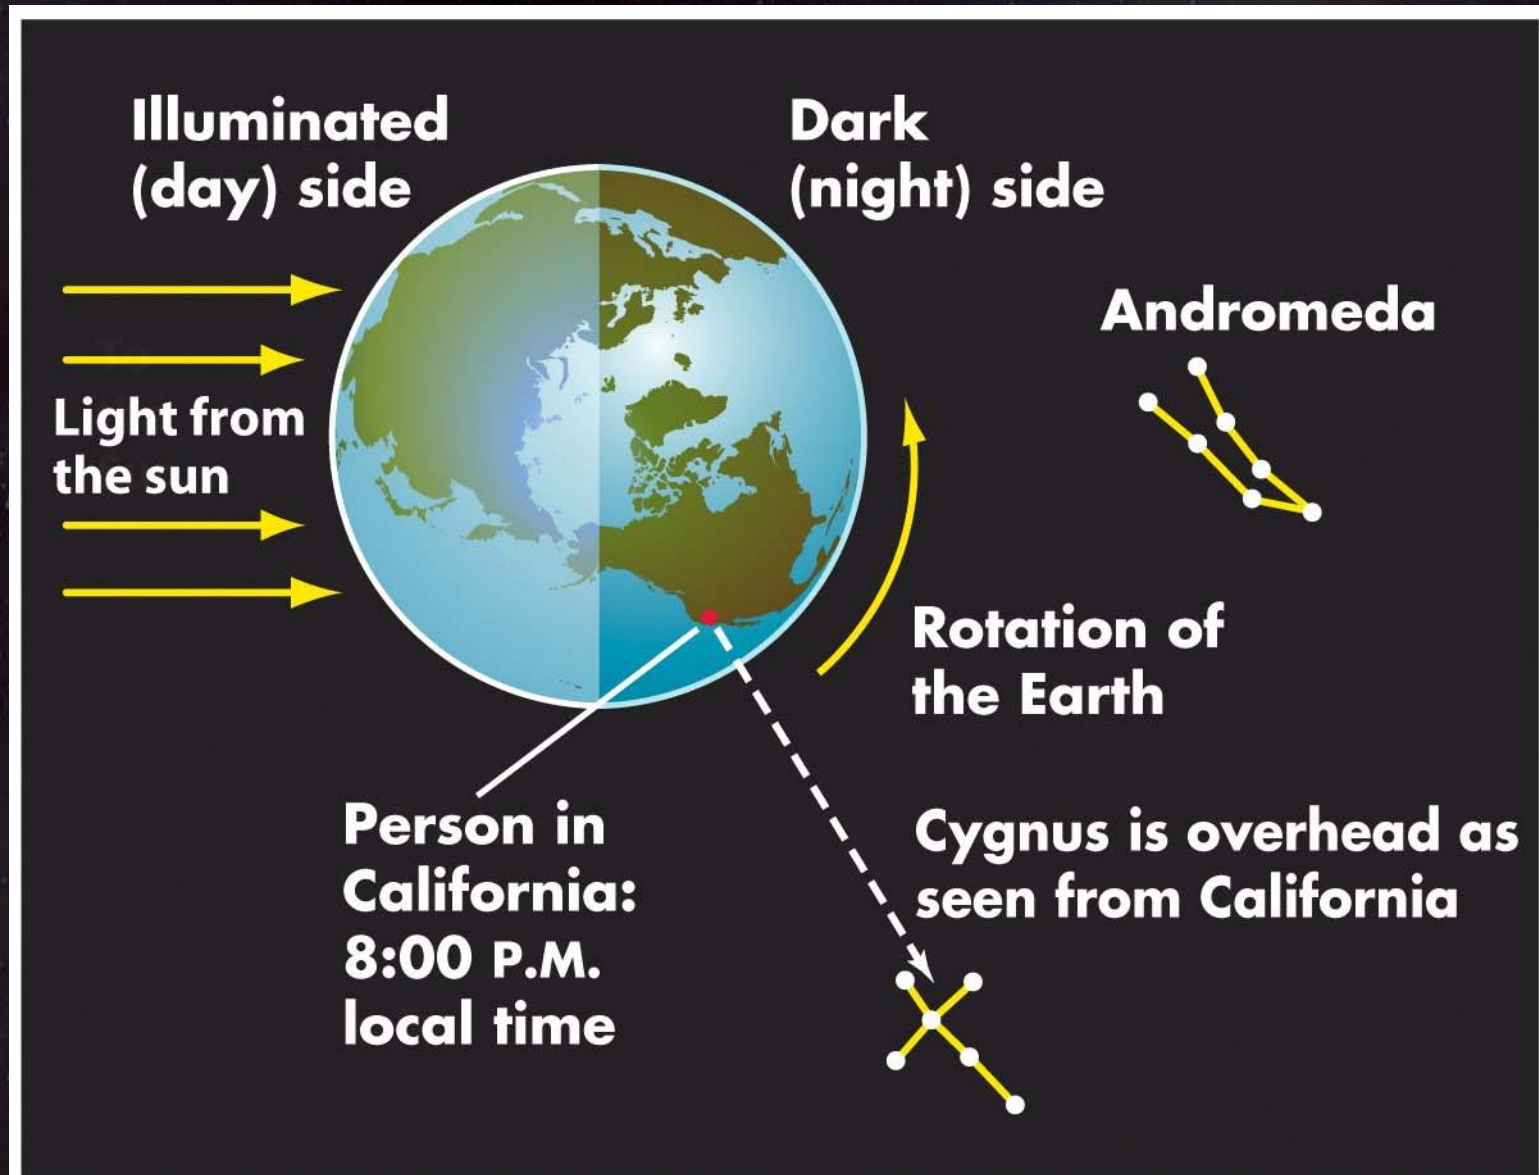 Illuminated
(day) side
Dark
(night) side
Andromeda
To
Light from
the sun
Rotation of
the Earth
Person in
California:
8:00 P.M.
local time
Cygnus is overhead as
seen from California